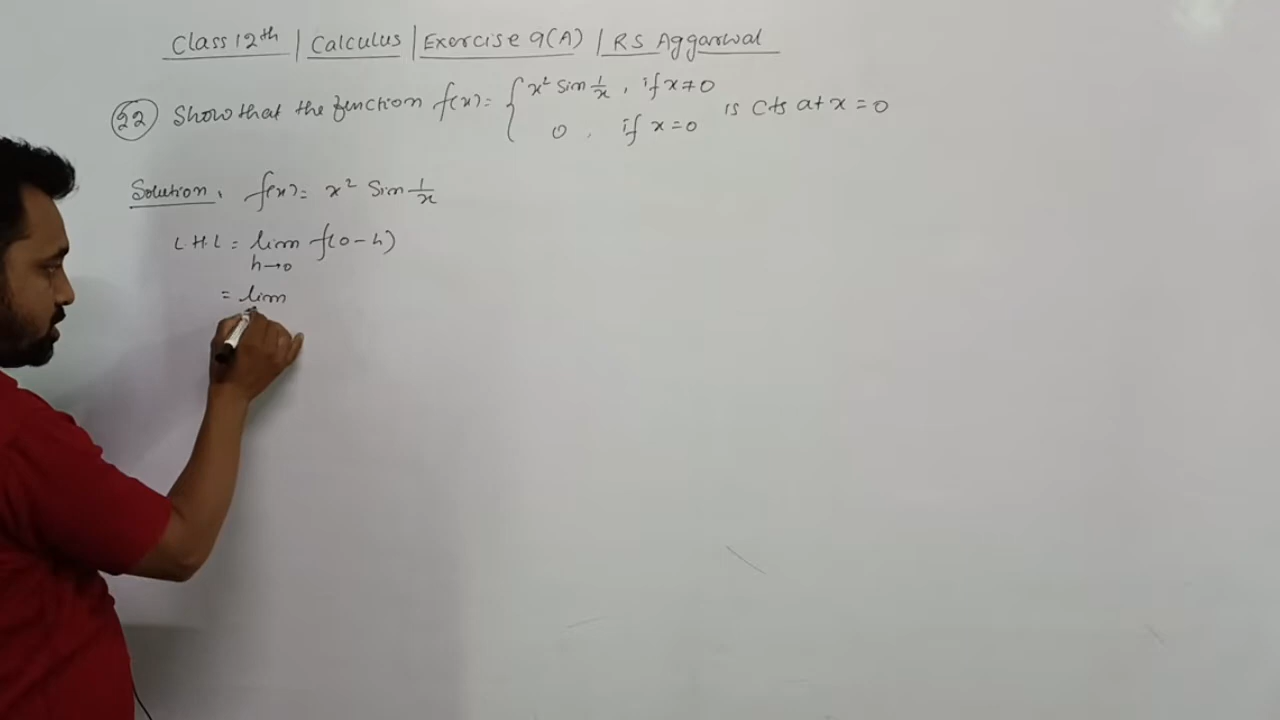 Class 12th | Calculus | Exercise 9(A) | RS Aggarwal
22 Show that the function f(x) = { x² Sin 1/x , if x ≠ 0
0 , if x = 0 is Cts at x = 0
Solution, f(x) = x² Sin 1/x
L.H.L = lim f(0-h)
h→0
= lim